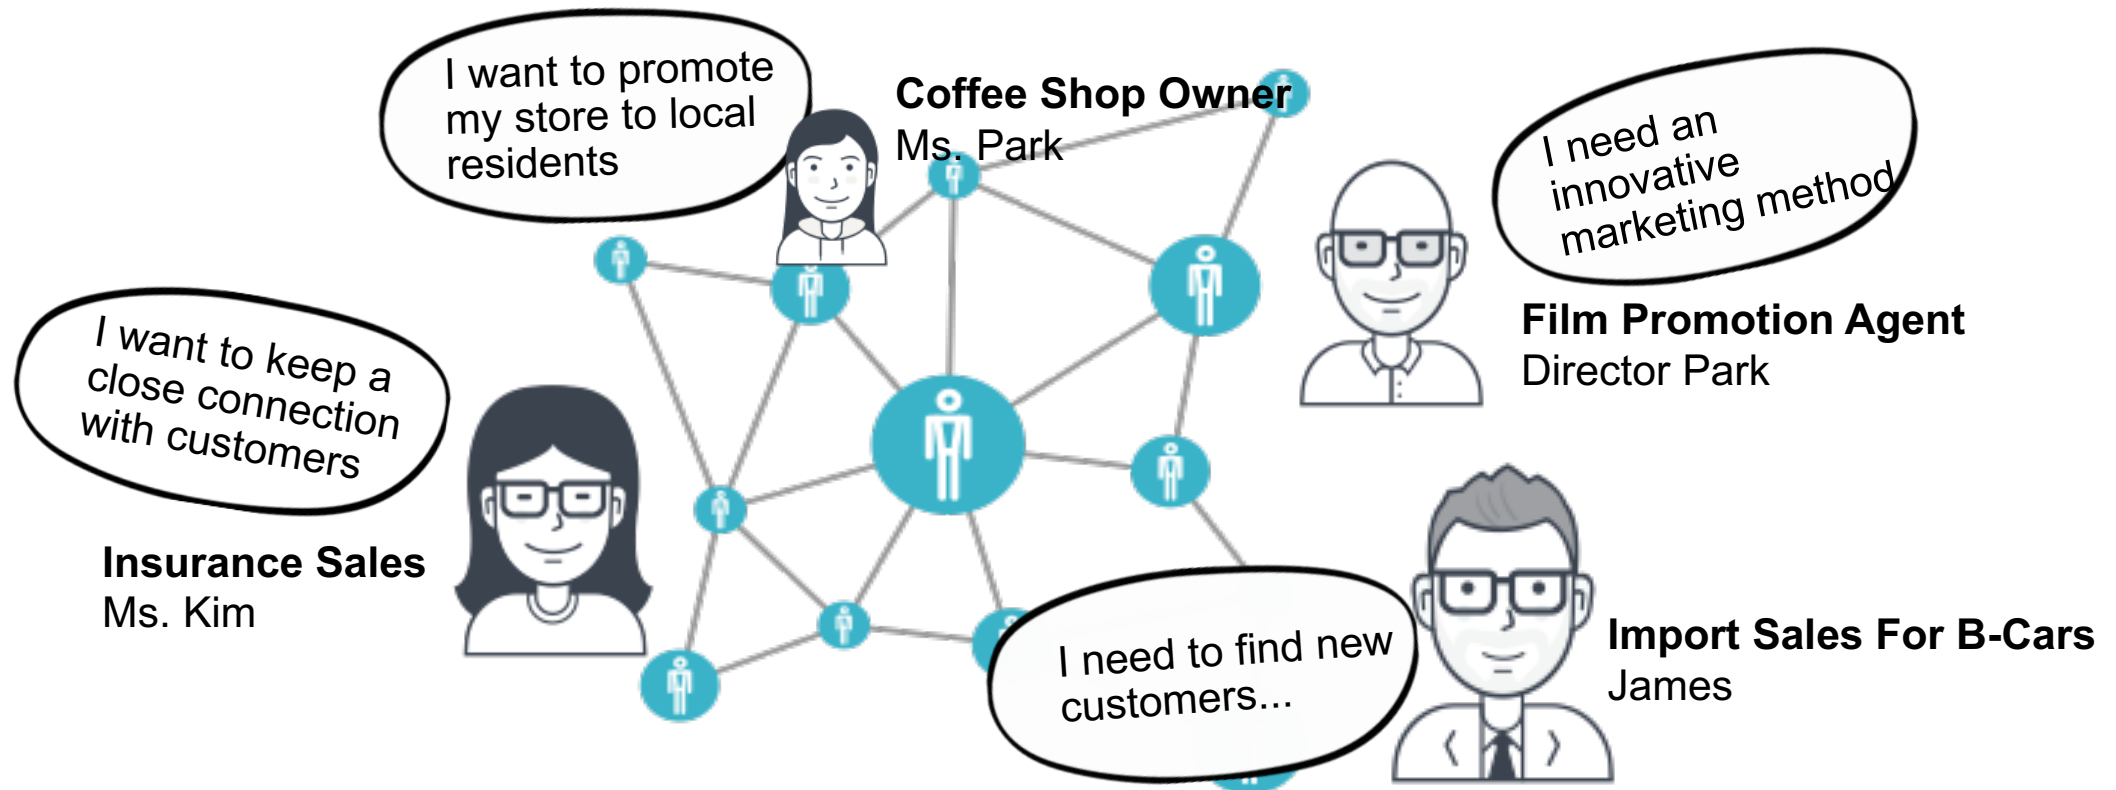 I want to promote
my store to local
residents
Coffee Shop Owner
Ms. Park
I need an
innovative
marketing method
Film Promotion Agent
Director Park
I want to keep a
close connection
with customers
Insurance Sales
Ms. Kim
I need to find new
customers...
Import Sales For B-Cars
James